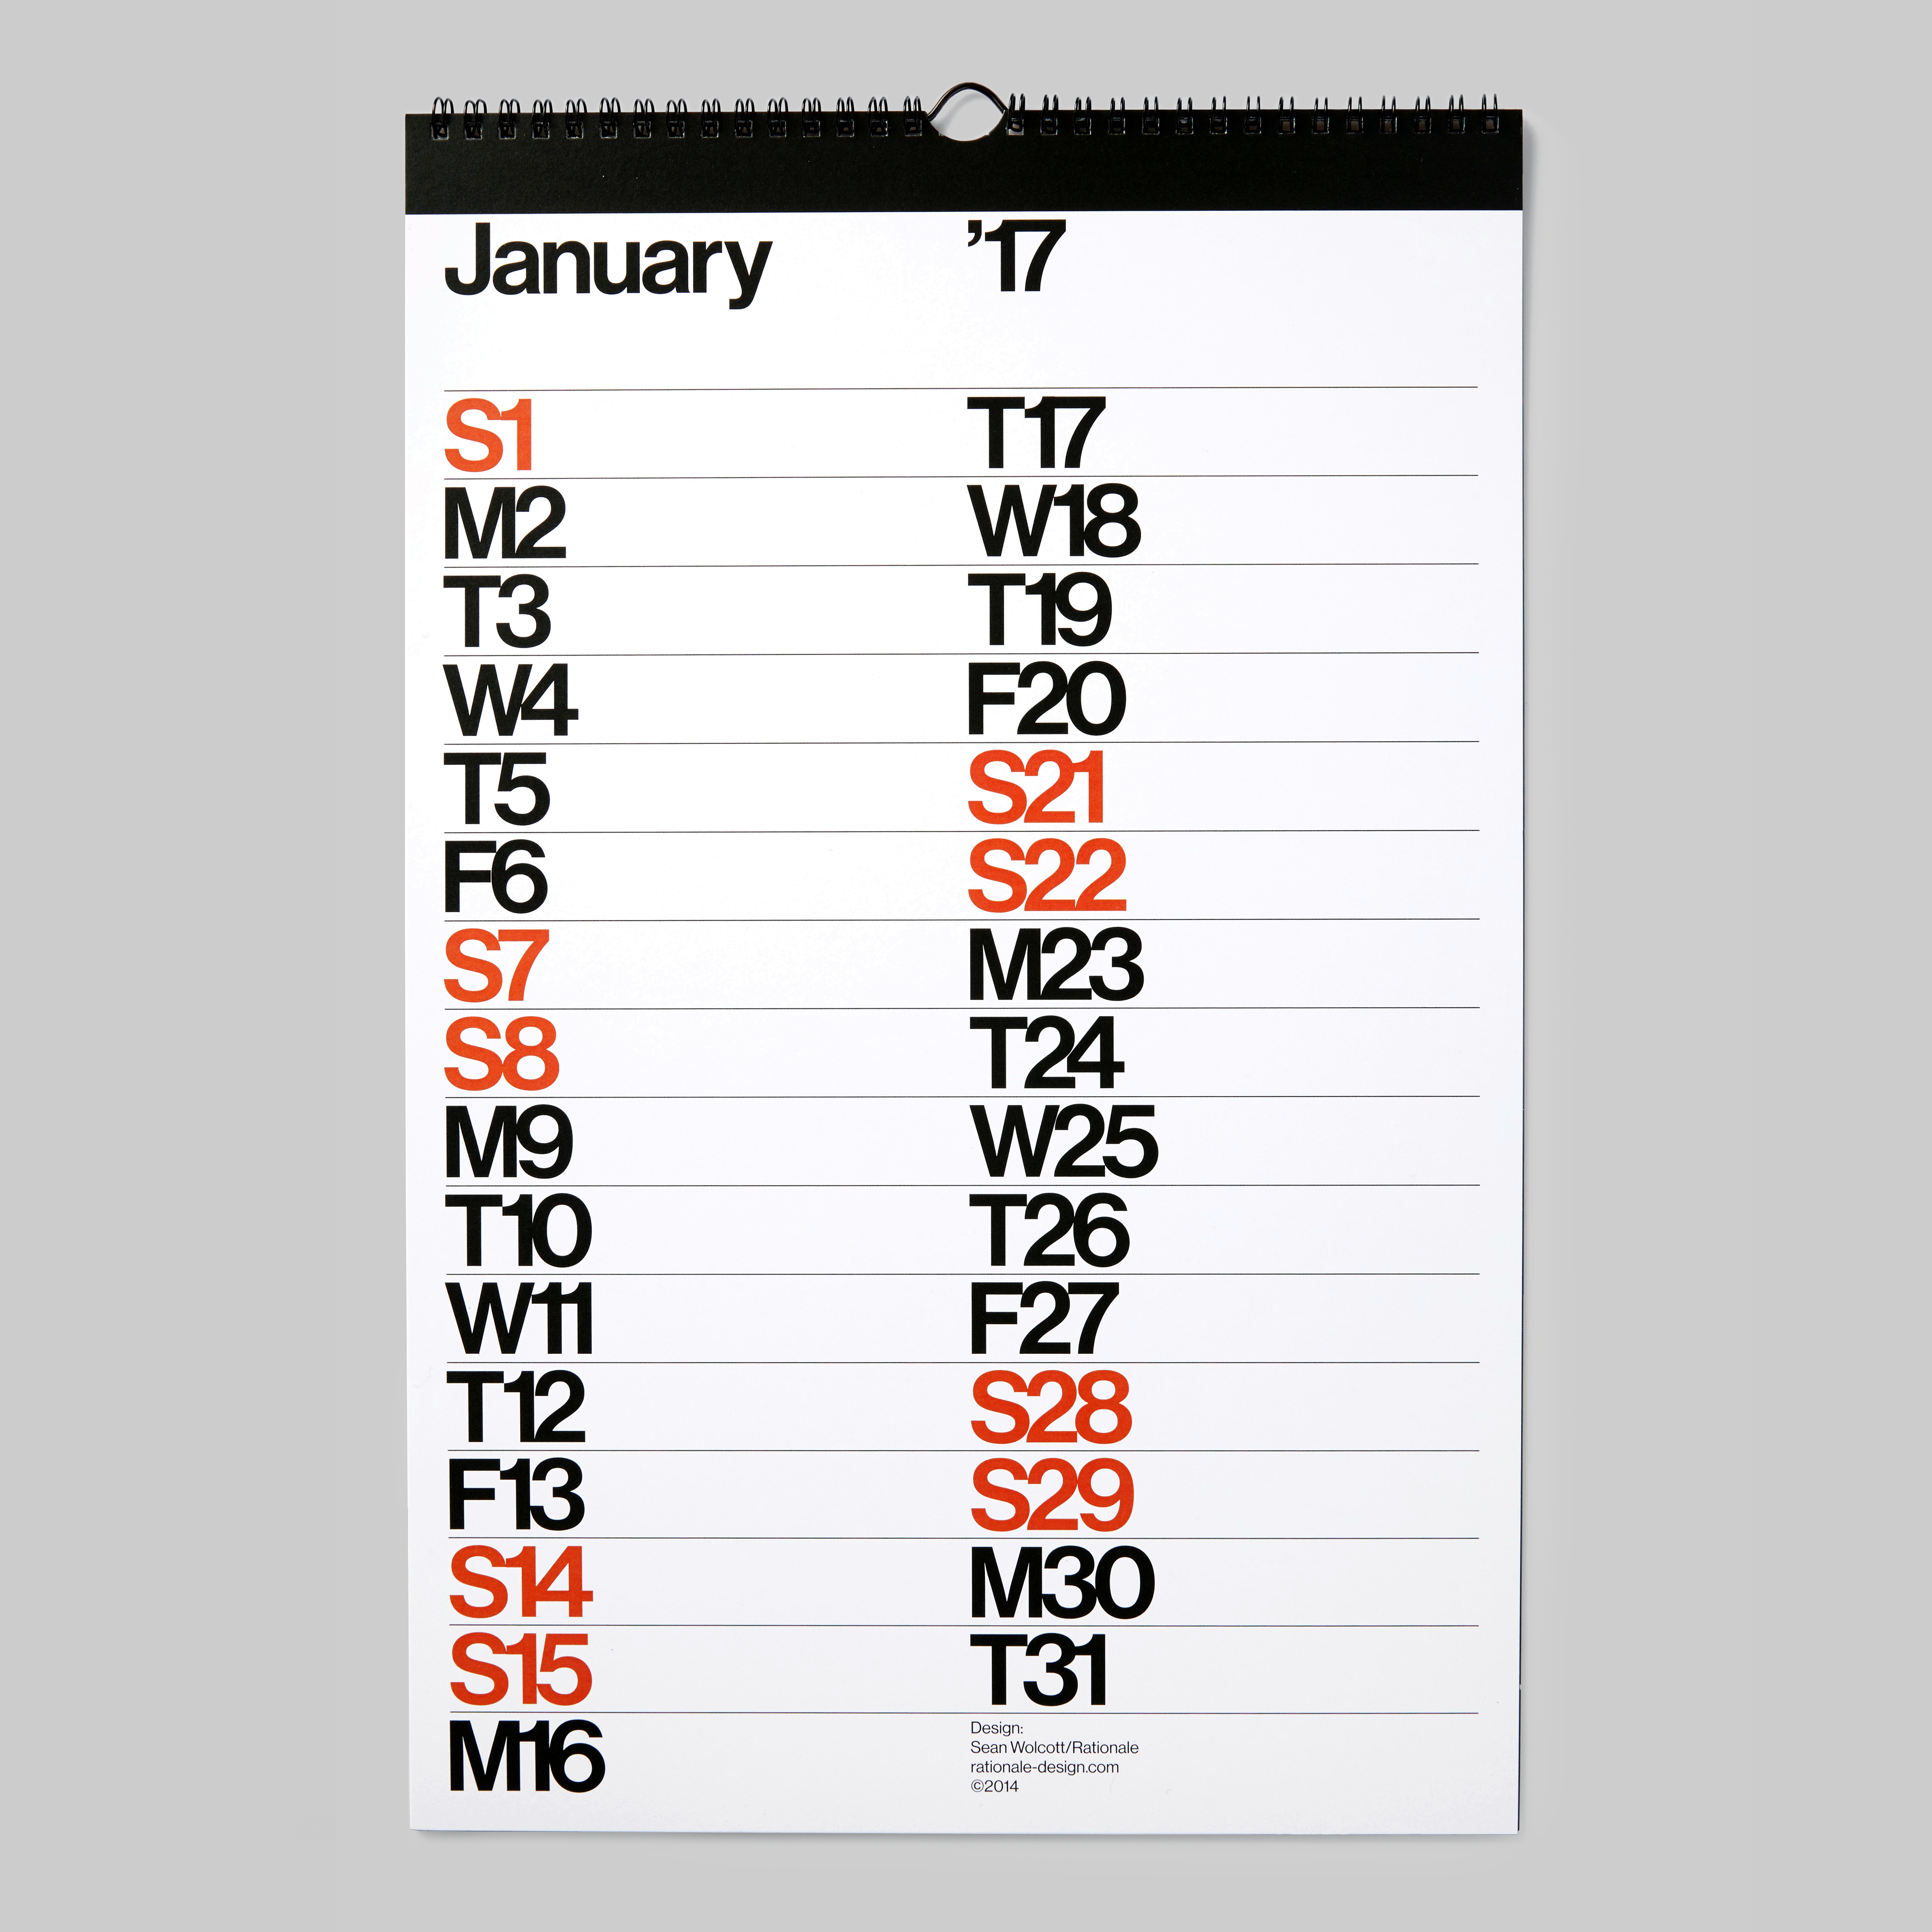 January ’17
S1
M2
T3
W4
T5
F6
S7
S8
M9
T10
W11
T12
F13
S14
S15
M16
T17
W18
T19
F20
S21
S22
M23
T24
W25
T26
F27
S28
S29
M30
T31
Design:
Sean Wolcott/Rationale
rationale-design.com
©2014